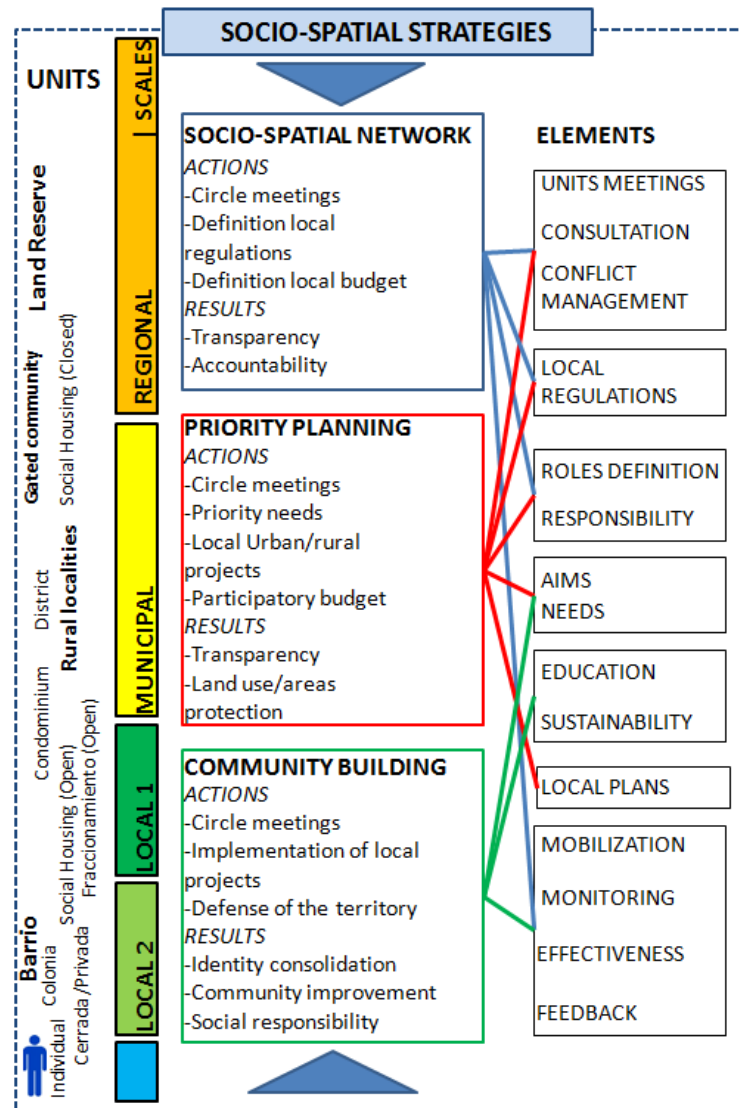 SOCIO-SPATIAL STRATEGIES
UNITS
| SCALES
Land Reserve
Gated community
Social Housing (Closed)
District
Rural localities
Condominium
Social Housing (Open)
Fraccionamiento (Open)
Barrio
Colonia
Cerrada /Privada
Individual
REGIONAL
MUNICIPAL
LOCAL 1
LOCAL 2
SOCIO-SPATIAL NETWORK
ACTIONS
-Circle meetings
-Definition local
regulations
-Definition local budget
RESULTS
-Transparency
-Accountability
PRIORITY PLANNING
ACTIONS
-Circle meetings
-Priority needs
-Local Urban/rural
projects
-Participatory budget
RESULTS
-Transparency
-Land use/areas
protection
COMMUNITY BUILDING
ACTIONS
-Circle meetings
-Implementation of local
projects
-Defense of the territory
RESULTS
-Identity consolidation
-Community improvement
-Social responsibility
ELEMENTS
UNITS MEETINGS
CONSULTATION
CONFLICT
MANAGEMENT
LOCAL
REGULATIONS
ROLES DEFINITION
RESPONSIBILITY
AIMS
NEEDS
EDUCATION
SUSTAINABILITY
LOCAL PLANS
MOBILIZATION
MONITORING
EFFECTIVENESS
FEEDBACK